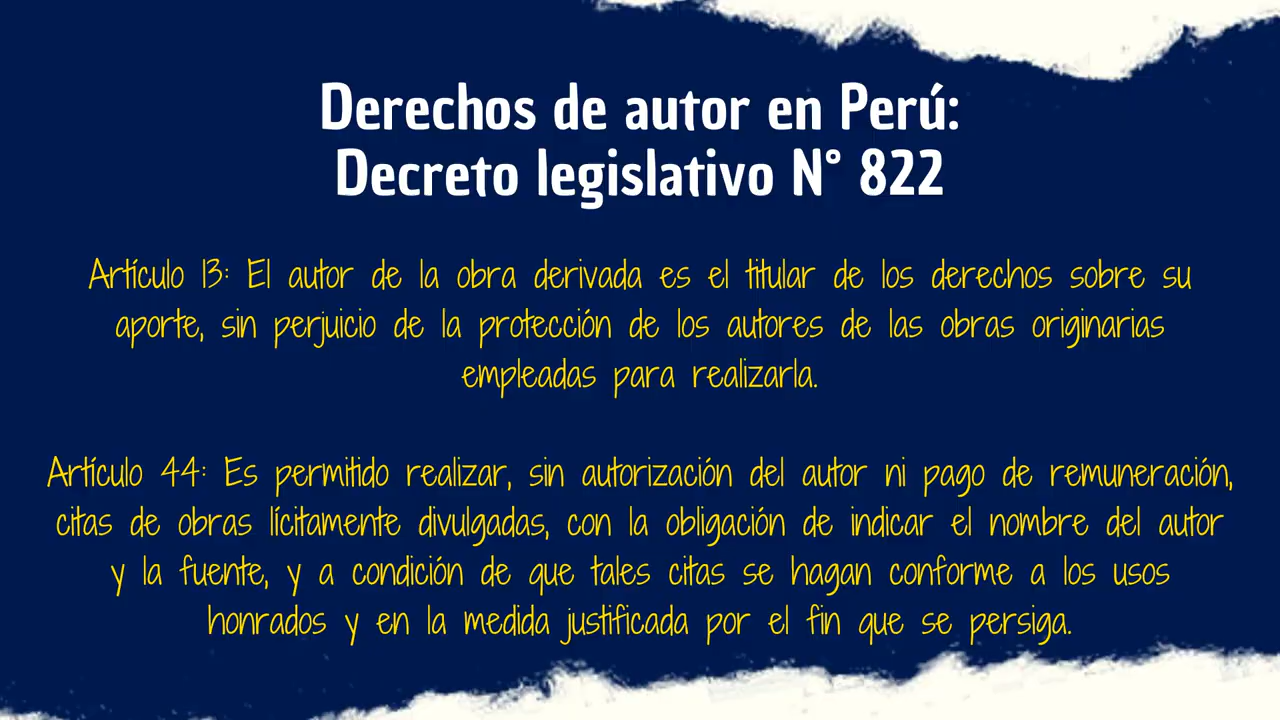 Derechos de autor en Perú:
Decreto legislativo N° 822
Artículo 13: El autor de la obra derivada es el titular de los derechos sobre su
aporte, sin perjuicio de la protección de los autores de las obras originarias
empleadas para realizarla.
Artículo 44: Es permitido realizar, sin autorización del autor ni pago de remuneración,
citas de obras lícitamente divulgadas, con la obligación de indicar el nombre del autor
y la fuente, y a condición de que tales citas se hagan conforme a los usos
honrados y en la medida justificada por el fin que se persiga.